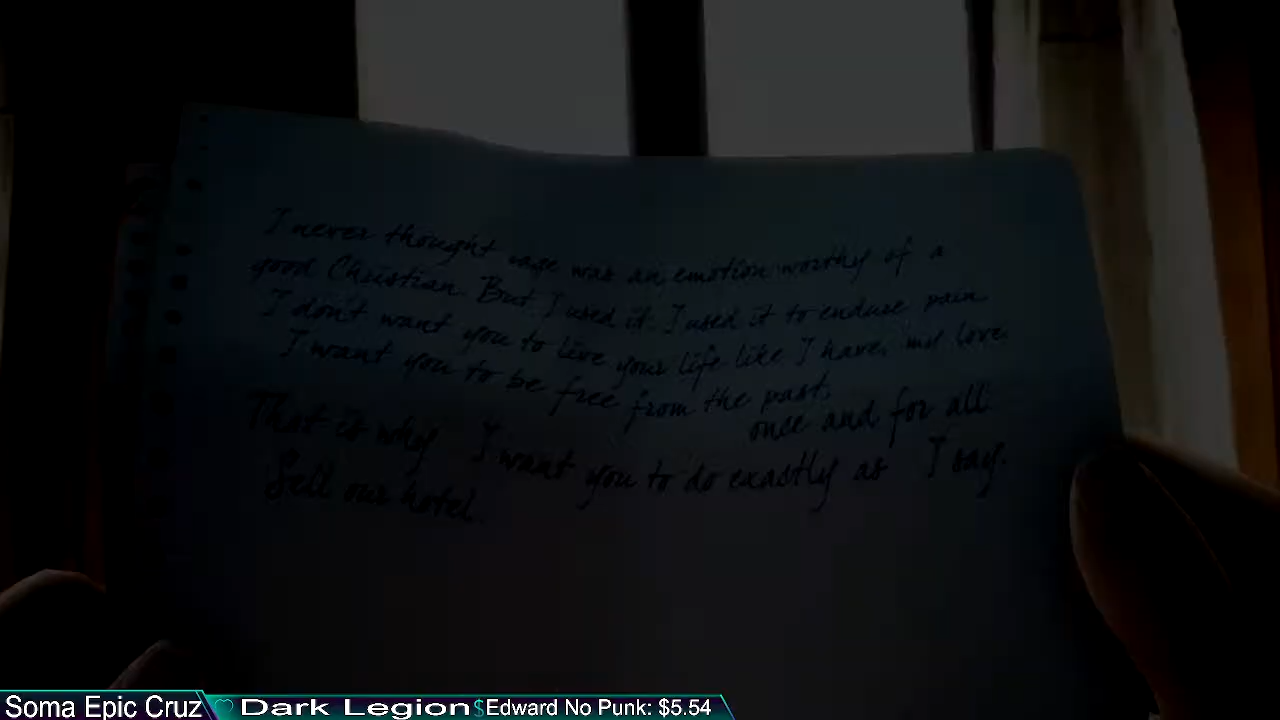 I never thought rage was an emotion worthy of a
good Christian. But I used it. I used it to endure pain.
I don't want you to live your life like I have, my love.
I want you to be free from the past,
once and for all.
That is why I want you to do exactly as I say.
Sell our hotel.
Soma Epic Cruz
Dark Legion
$Edward No Punk: $5.54